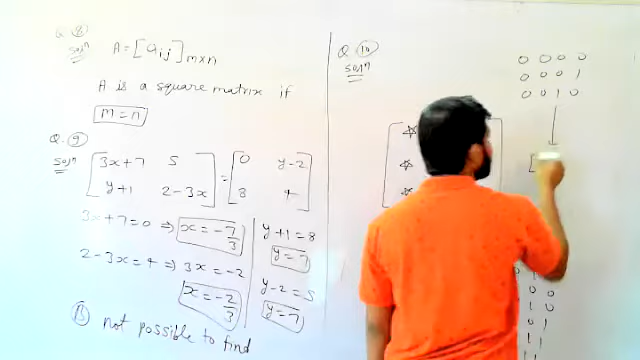 Q. 8
Solⁿ A = [aij]m×n
A is a square matrix if
m = n
Q. 9
Solⁿ [3x+7 5] = [0 y-2]
[y+1 2-3x] [8 4]
3x+7=0 ⇒ x = -7/3
2-3x=4 ⇒ 3x = -2
x = -2/3
y+1=8
y=7
y-2=5
y=7
B not possible to find
Q. 10
Solⁿ
0 0 0 0
0 0 0 1
0 0 1 0